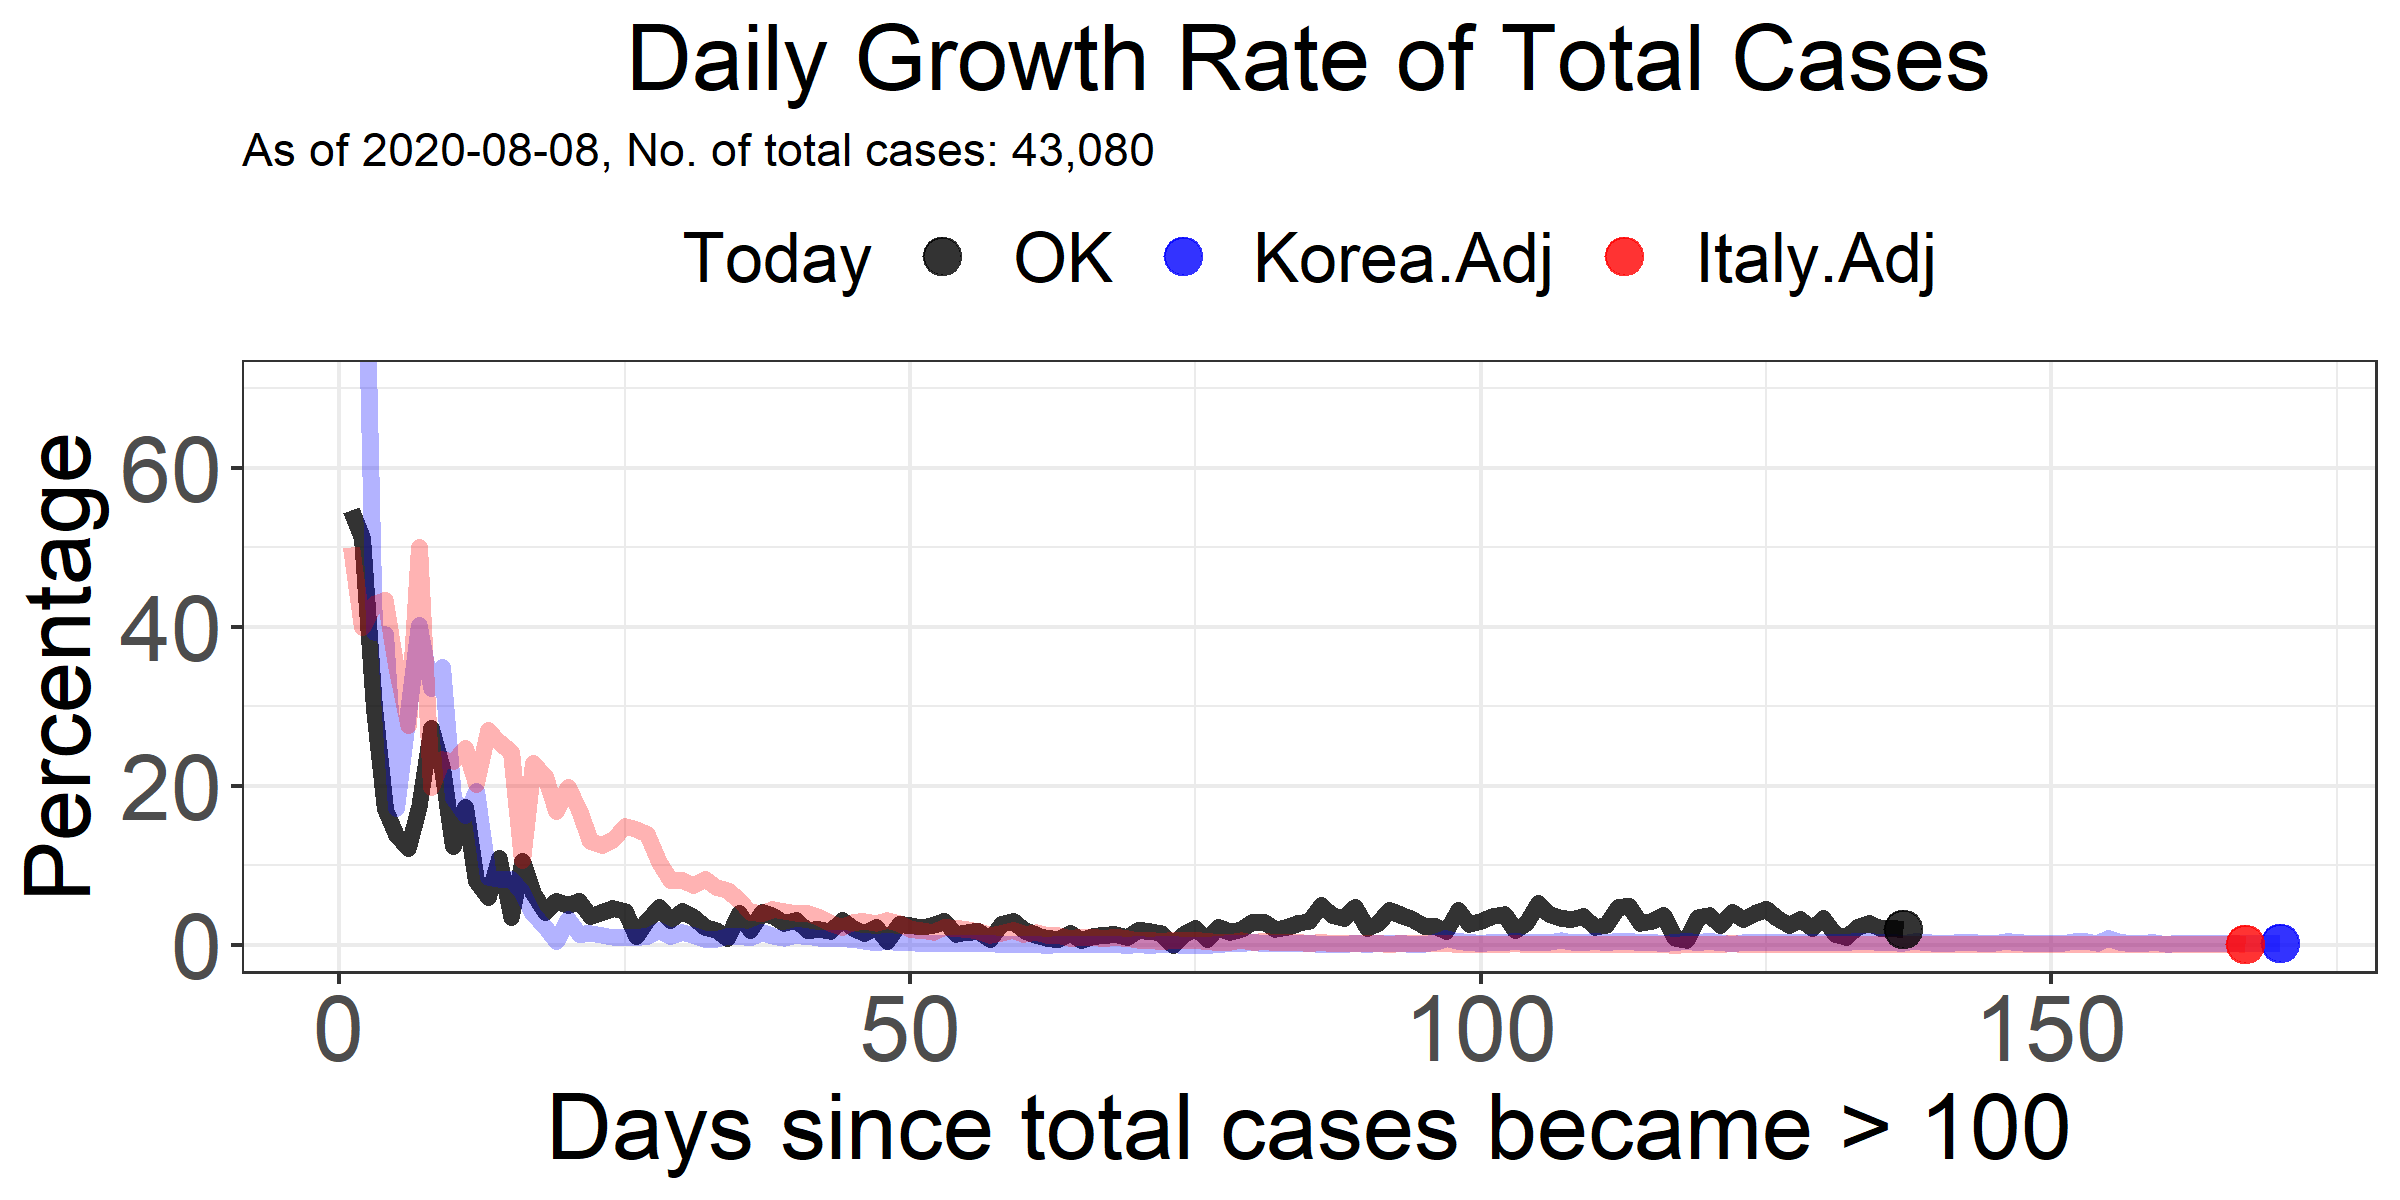 Daily Growth Rate of Total Cases
As of 2020-08-08, No. of total cases: 43,080
Today OK Korea.Adj Italy.Adj
Percentage
60
40
20
0
0 50 100 150
Days since total cases became > 100